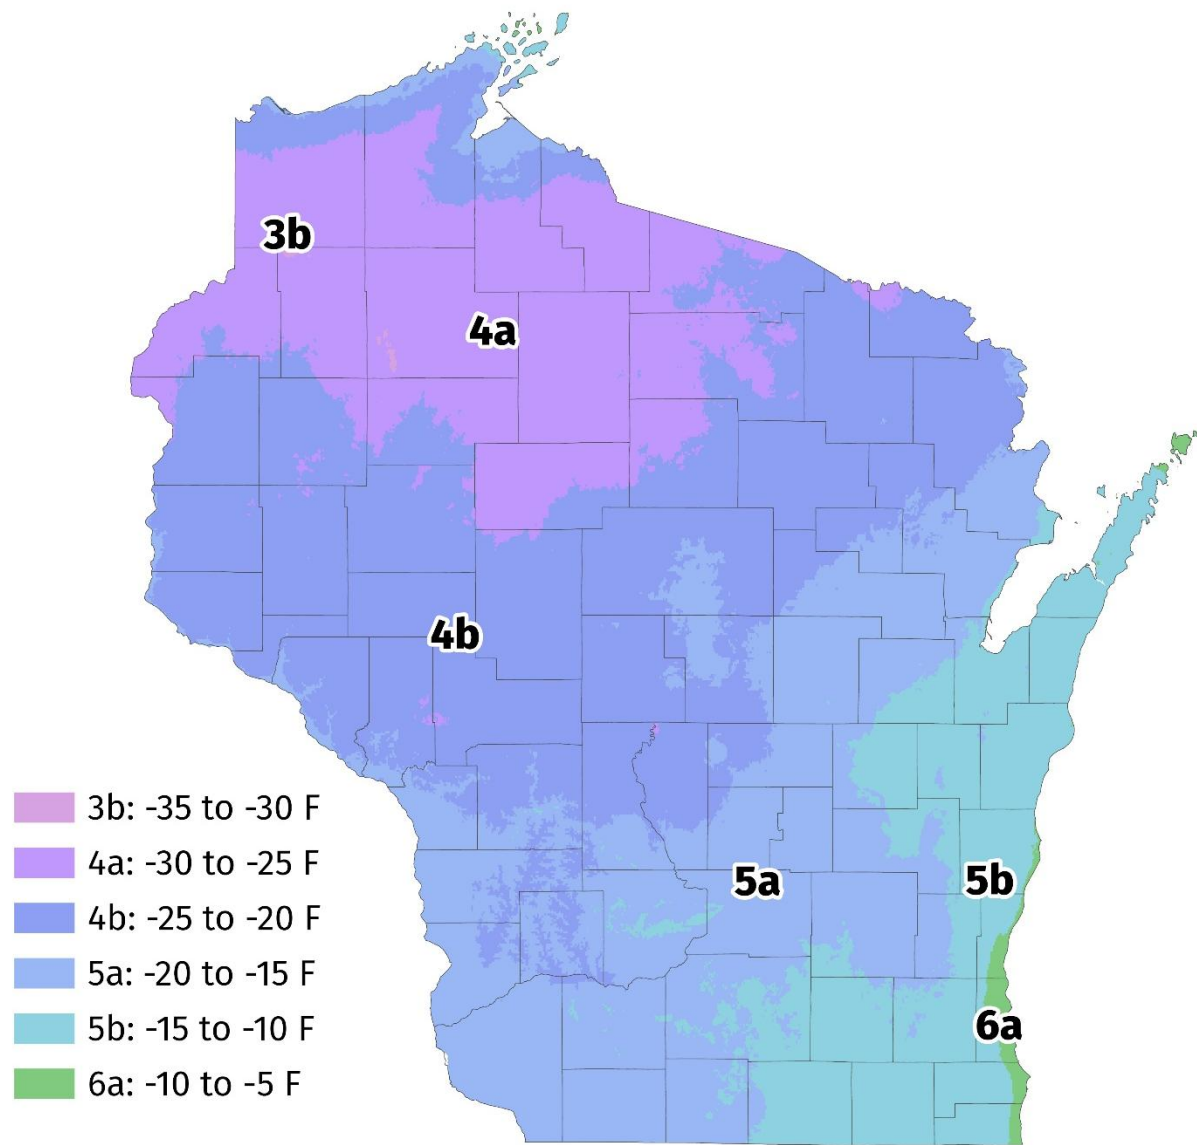 3b
4a
4b
5a
5b
6a
3b: -35 to -30 F
4a: -30 to -25 F
4b: -25 to -20 F
5a: -20 to -15 F
5b: -15 to -10 F
6a: -10 to -5 F